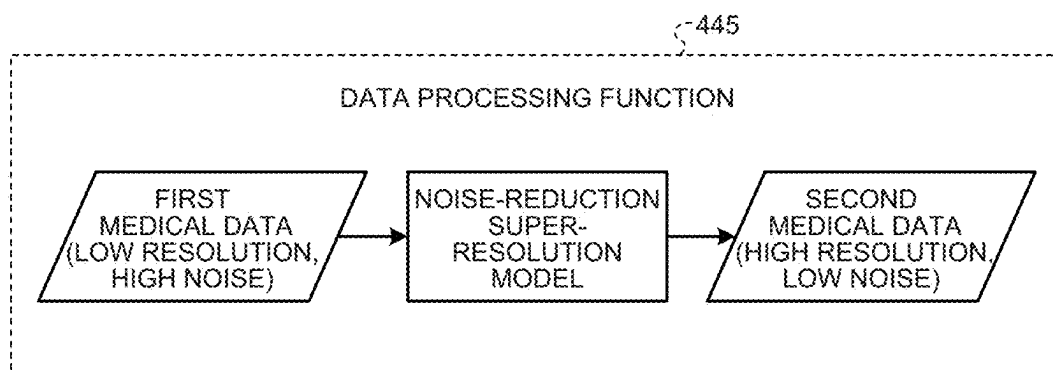 445
DATA PROCESSING FUNCTION
FIRST
MEDICAL DATA
(LOW RESOLUTION,
HIGH NOISE)
NOISE-REDUCTION
SUPER-
RESOLUTION
MODEL
SECOND
MEDICAL DATA
(HIGH RESOLUTION,
LOW NOISE)